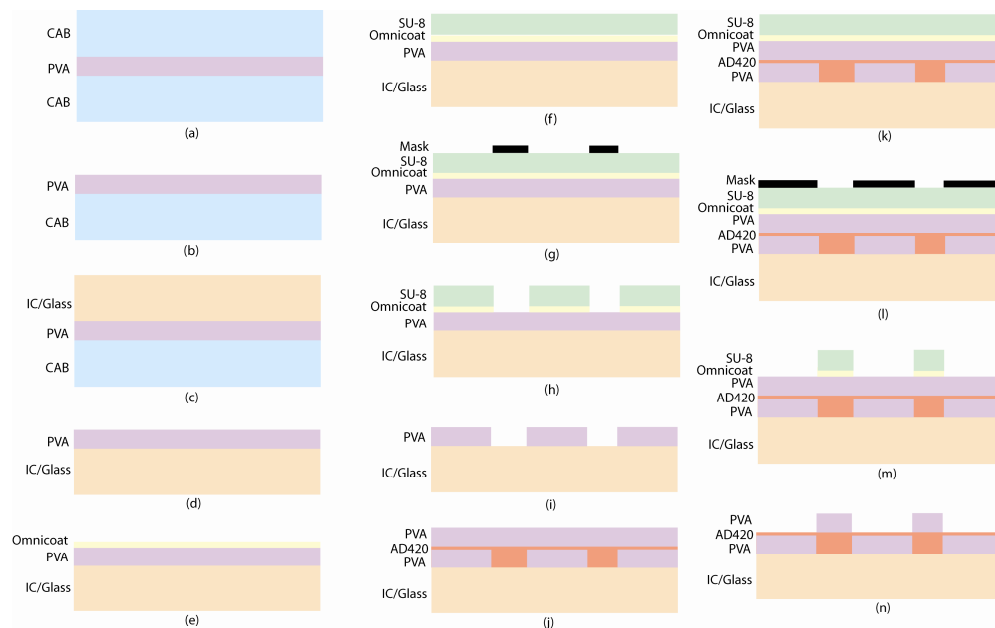 CAB
PVA
CAB
(a)
PVA
CAB
(b)
IC/Glass
PVA
CAB
(c)
PVA
IC/Glass
(d)
Omnicoat
PVA
IC/Glass
(e)
SU-8
Omnicoat
PVA
IC/Glass
(f)
Mask
SU-8
Omnicoat
PVA
IC/Glass
(g)
SU-8
Omnicoat
PVA
IC/Glass
(h)
PVA
IC/Glass
(i)
PVA
AD420
PVA
IC/Glass
(j)
SU-8
Omnicoat
PVA
AD420
PVA
IC/Glass
(k)
Mask
SU-8
Omnicoat
PVA
AD420
PVA
IC/Glass
(l)
SU-8
Omnicoat
PVA
AD420
PVA
IC/Glass
(m)
PVA
AD420
PVA
IC/Glass
(n)